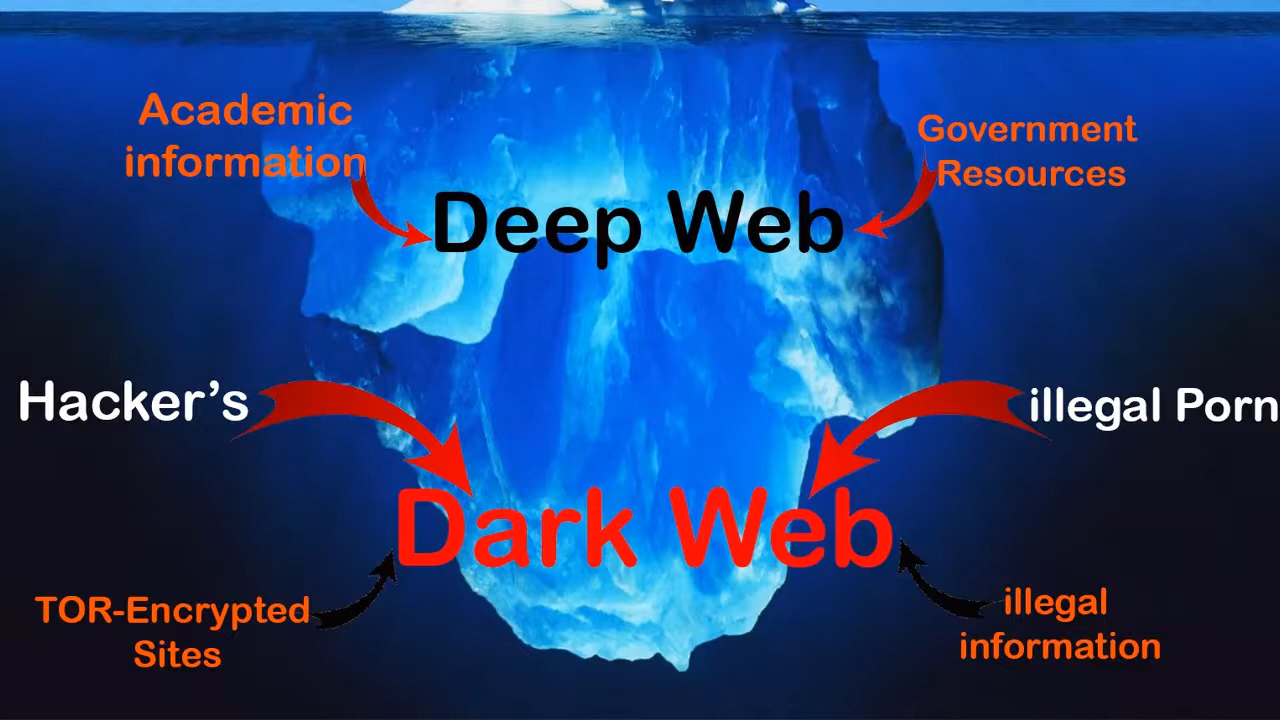 Academic
information
Government
Resources
Deep Web
Hacker's
illegal Porn
Dark Web
TOR-Encrypted
Sites
illegal
information